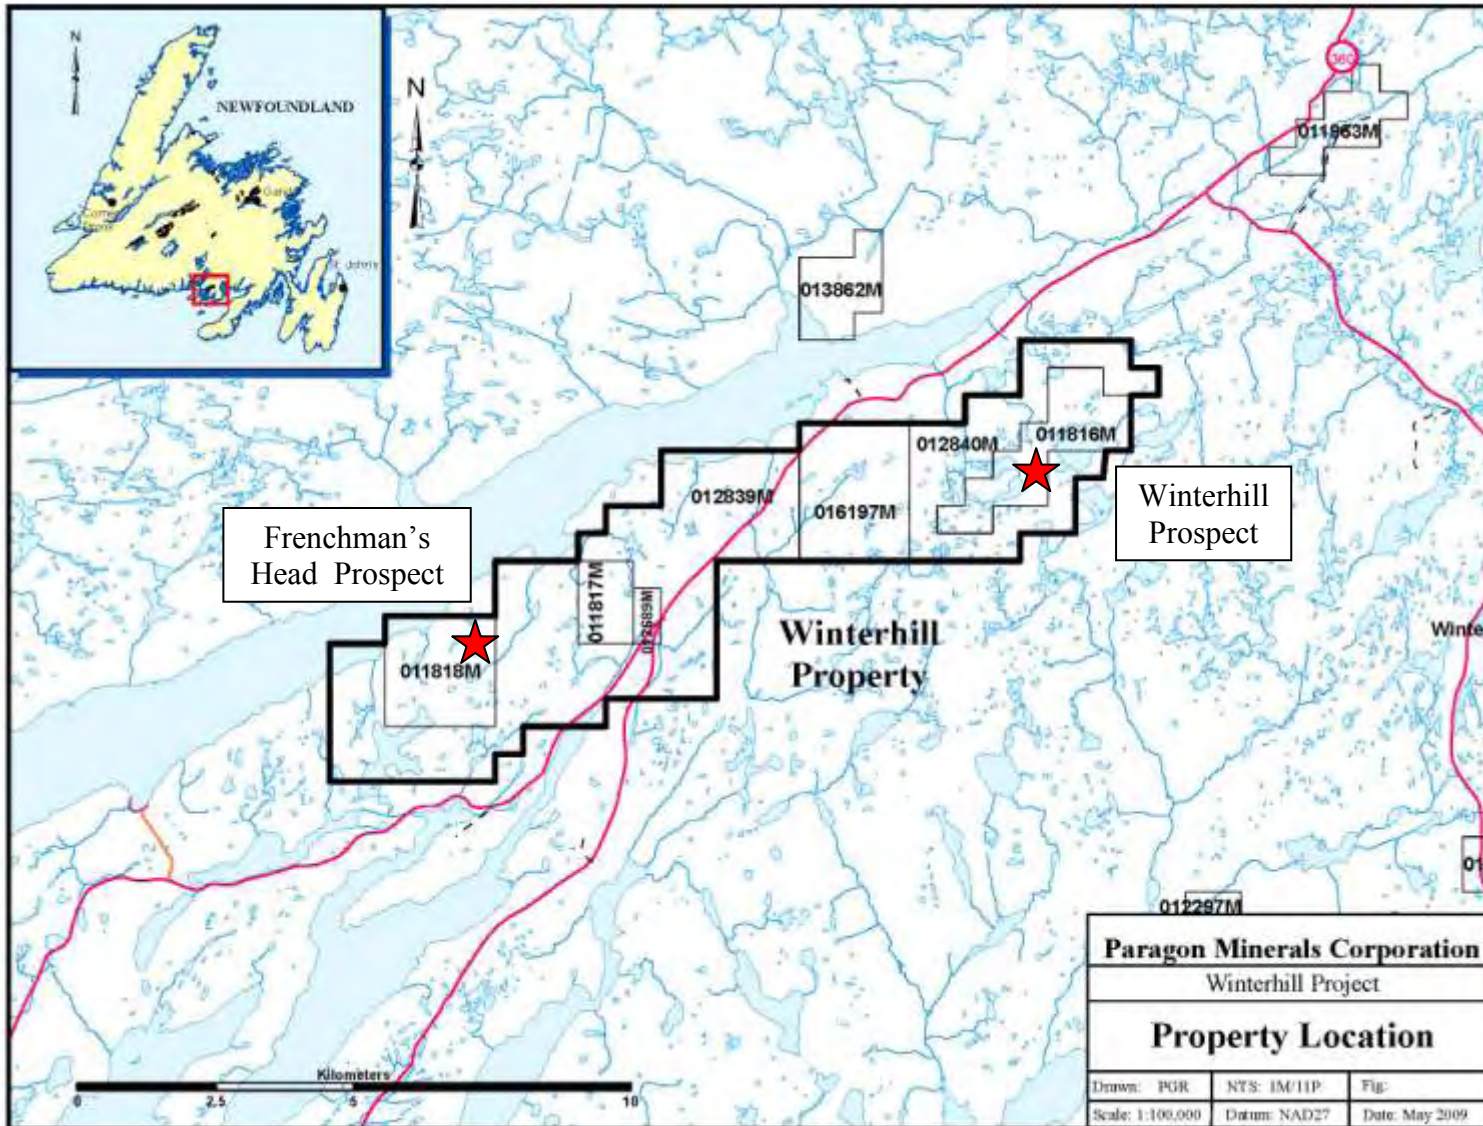 N
NEWFOUNDLAND
N
360
011963M
013862M
012840M
011816M
012839M
016197M
Winterhill
Prospect
Frenchman's
Head Prospect
011817M
012689M
011818M
Winterhill
Property
012297M
Kilometers
0 2.5 5 10
Paragon Minerals Corporation
Winterhill Project
Property Location
Drawn: PGR NTS: 1M/11P Fig:
Scale: 1:100,000 Datum: NAD27 Date: May 2009